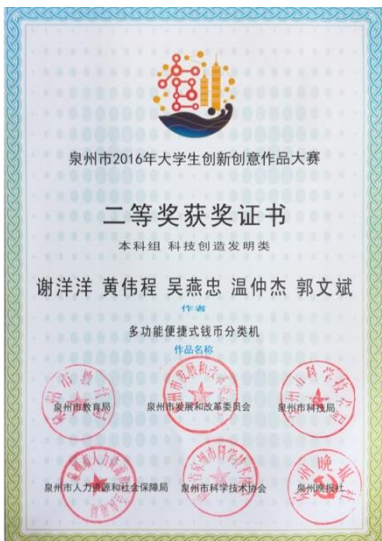 泉州市2016年大学生创新创意作品大赛
二等奖获奖证书
本科组 科技创造发明类
谢洋洋 黄伟程 吴燕忠 温仲杰 郭文斌
作者
多功能便捷式钱币分类机
作品名称
泉州市教育局 泉州市发展和改革委员会 泉州市科技局
泉州市人力资源和社会保障局 泉州市科学技术协会 泉州晚报社